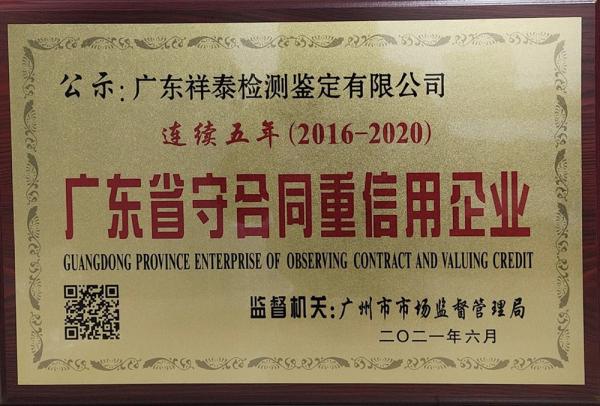 公示:广东祥泰检测鉴定有限公司
连续五年(2016-2020)
广东省守合同重信用企业
GUANGDONG PROVINCE ENTERPRISE OF OBSERVING CONTRACT AND VALUING CREDIT
监督机关:广州市市场监督管理局
二〇二一年六月